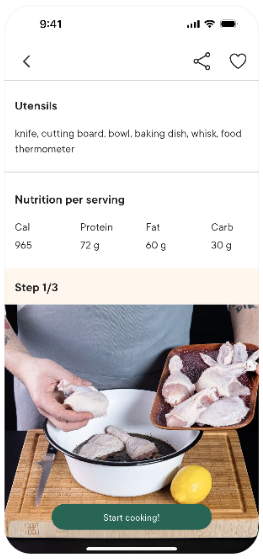 9:41
Utensils
knife, cutting board, bowl, baking dish, whisk, food
thermometer
Nutrition per serving
Cal Protein Fat Carb
965 72 g 60 g 30 g
Step 1/3
Start cooking!